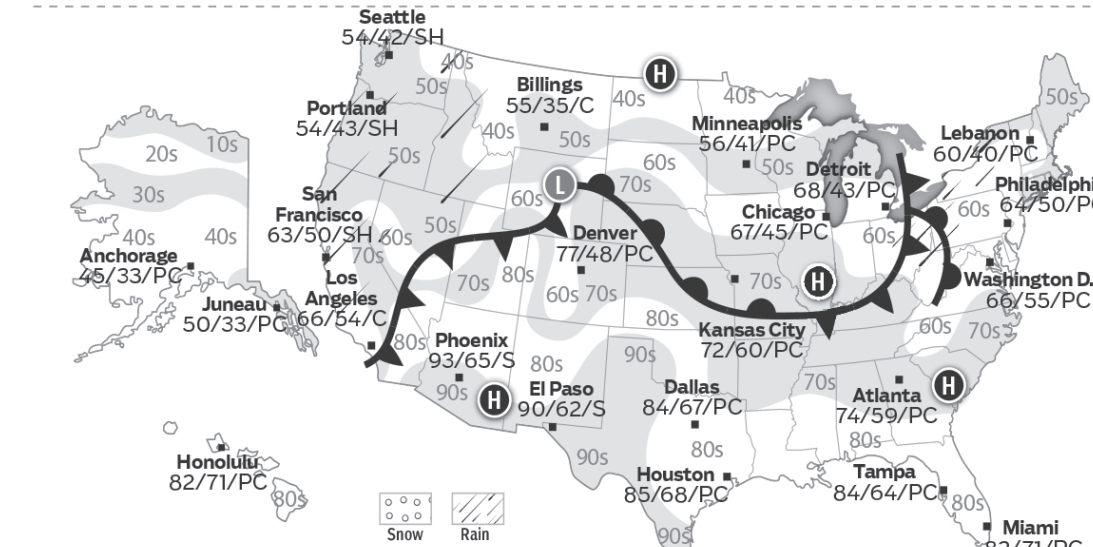 Seattle
54/42/SH
40s
50s
H
Billings
55/35/C
40s
40s
50s
Portland
54/43/SH
40s
50s
Minneapolis
56/41/PC
50s
Lebanon
60/40/PC
10s
20s
50s
60s
Detroit
68/43/PC
30s
L
70s
60s
Philadelphi
64/50/P
San
Francisco
63/50/SH
60s
50s
Chicago
67/45/PC
60s
60s
40s
40s
Denver
77/48/PC
70s
Anchorage
45/33/PC
Los
Angeles
66/54/C
70s
80s
60s
70s
70s
H
Washington D.
66/55/PC
Juneau
50/33/PC
80s
80s
Kansas City
72/60/PC
60s
70s
Phoenix
93/65/S
90s
H
80s
90s
El Paso
90/62/S
Dallas
84/67/PC
70s
Atlanta
74/59/PC
H
80s
80s
90s
Honolulu
82/71/PC
80s
Houston
85/68/PC
Tampa
84/64/PC
80s
Snow
Rain
90s
Miami
82/71/PC